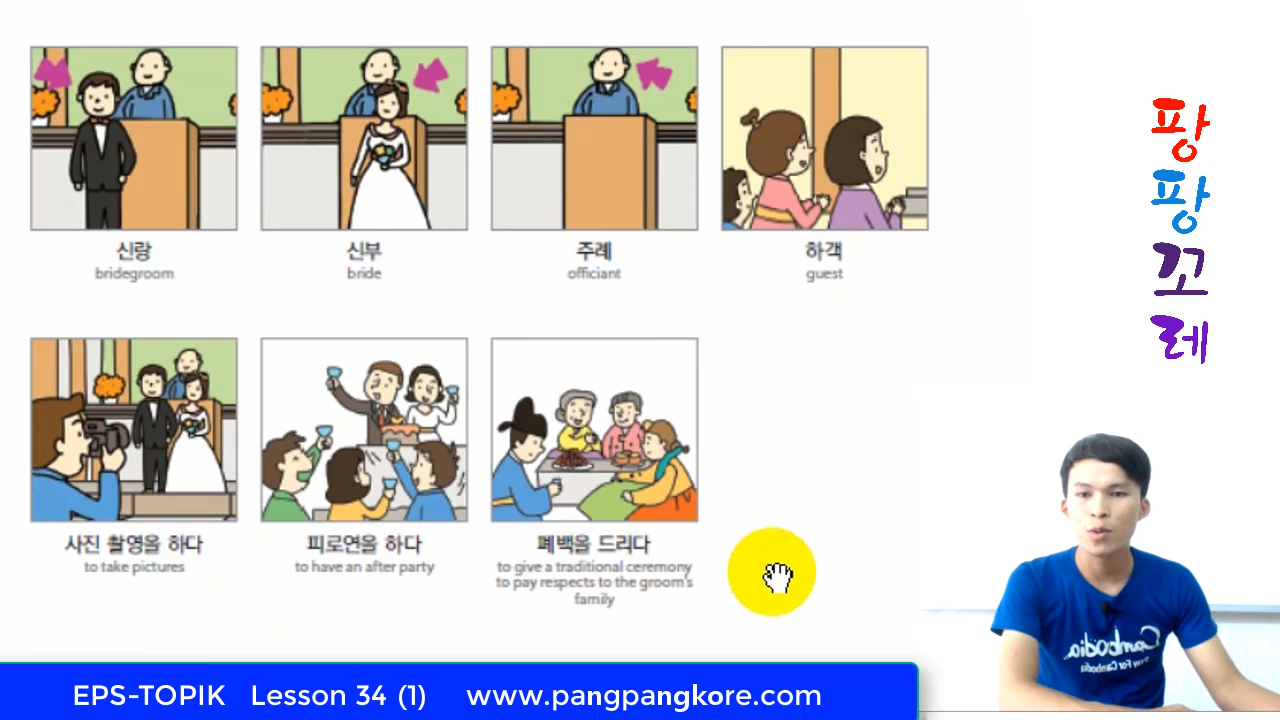 신랑
bridegroom
신부
bride
주례
officiant
하객
guest
팡
팡
꼬
레
사진 촬영을 하다
to take pictures
피로연을 하다
to have an after party
폐백을 드리다
to give a traditional ceremony
to pay respects to the groom's
family
Cambodia
EPS-TOPIK Lesson 34 (1) www.pangpangkore.com